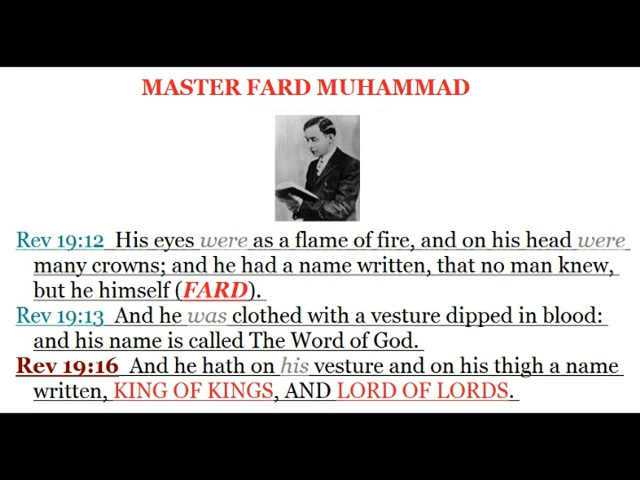 MASTER FARD MUHAMMAD
Rev 19:12 His eyes were as a flame of fire, and on his head were
many crowns; and he had a name written, that no man knew,
but he himself (FARD).
Rev 19:13 And he was clothed with a vesture dipped in blood:
and his name is called The Word of God.
Rev 19:16 And he hath on his vesture and on his thigh a name
written, KING OF KINGS, AND LORD OF LORDS.